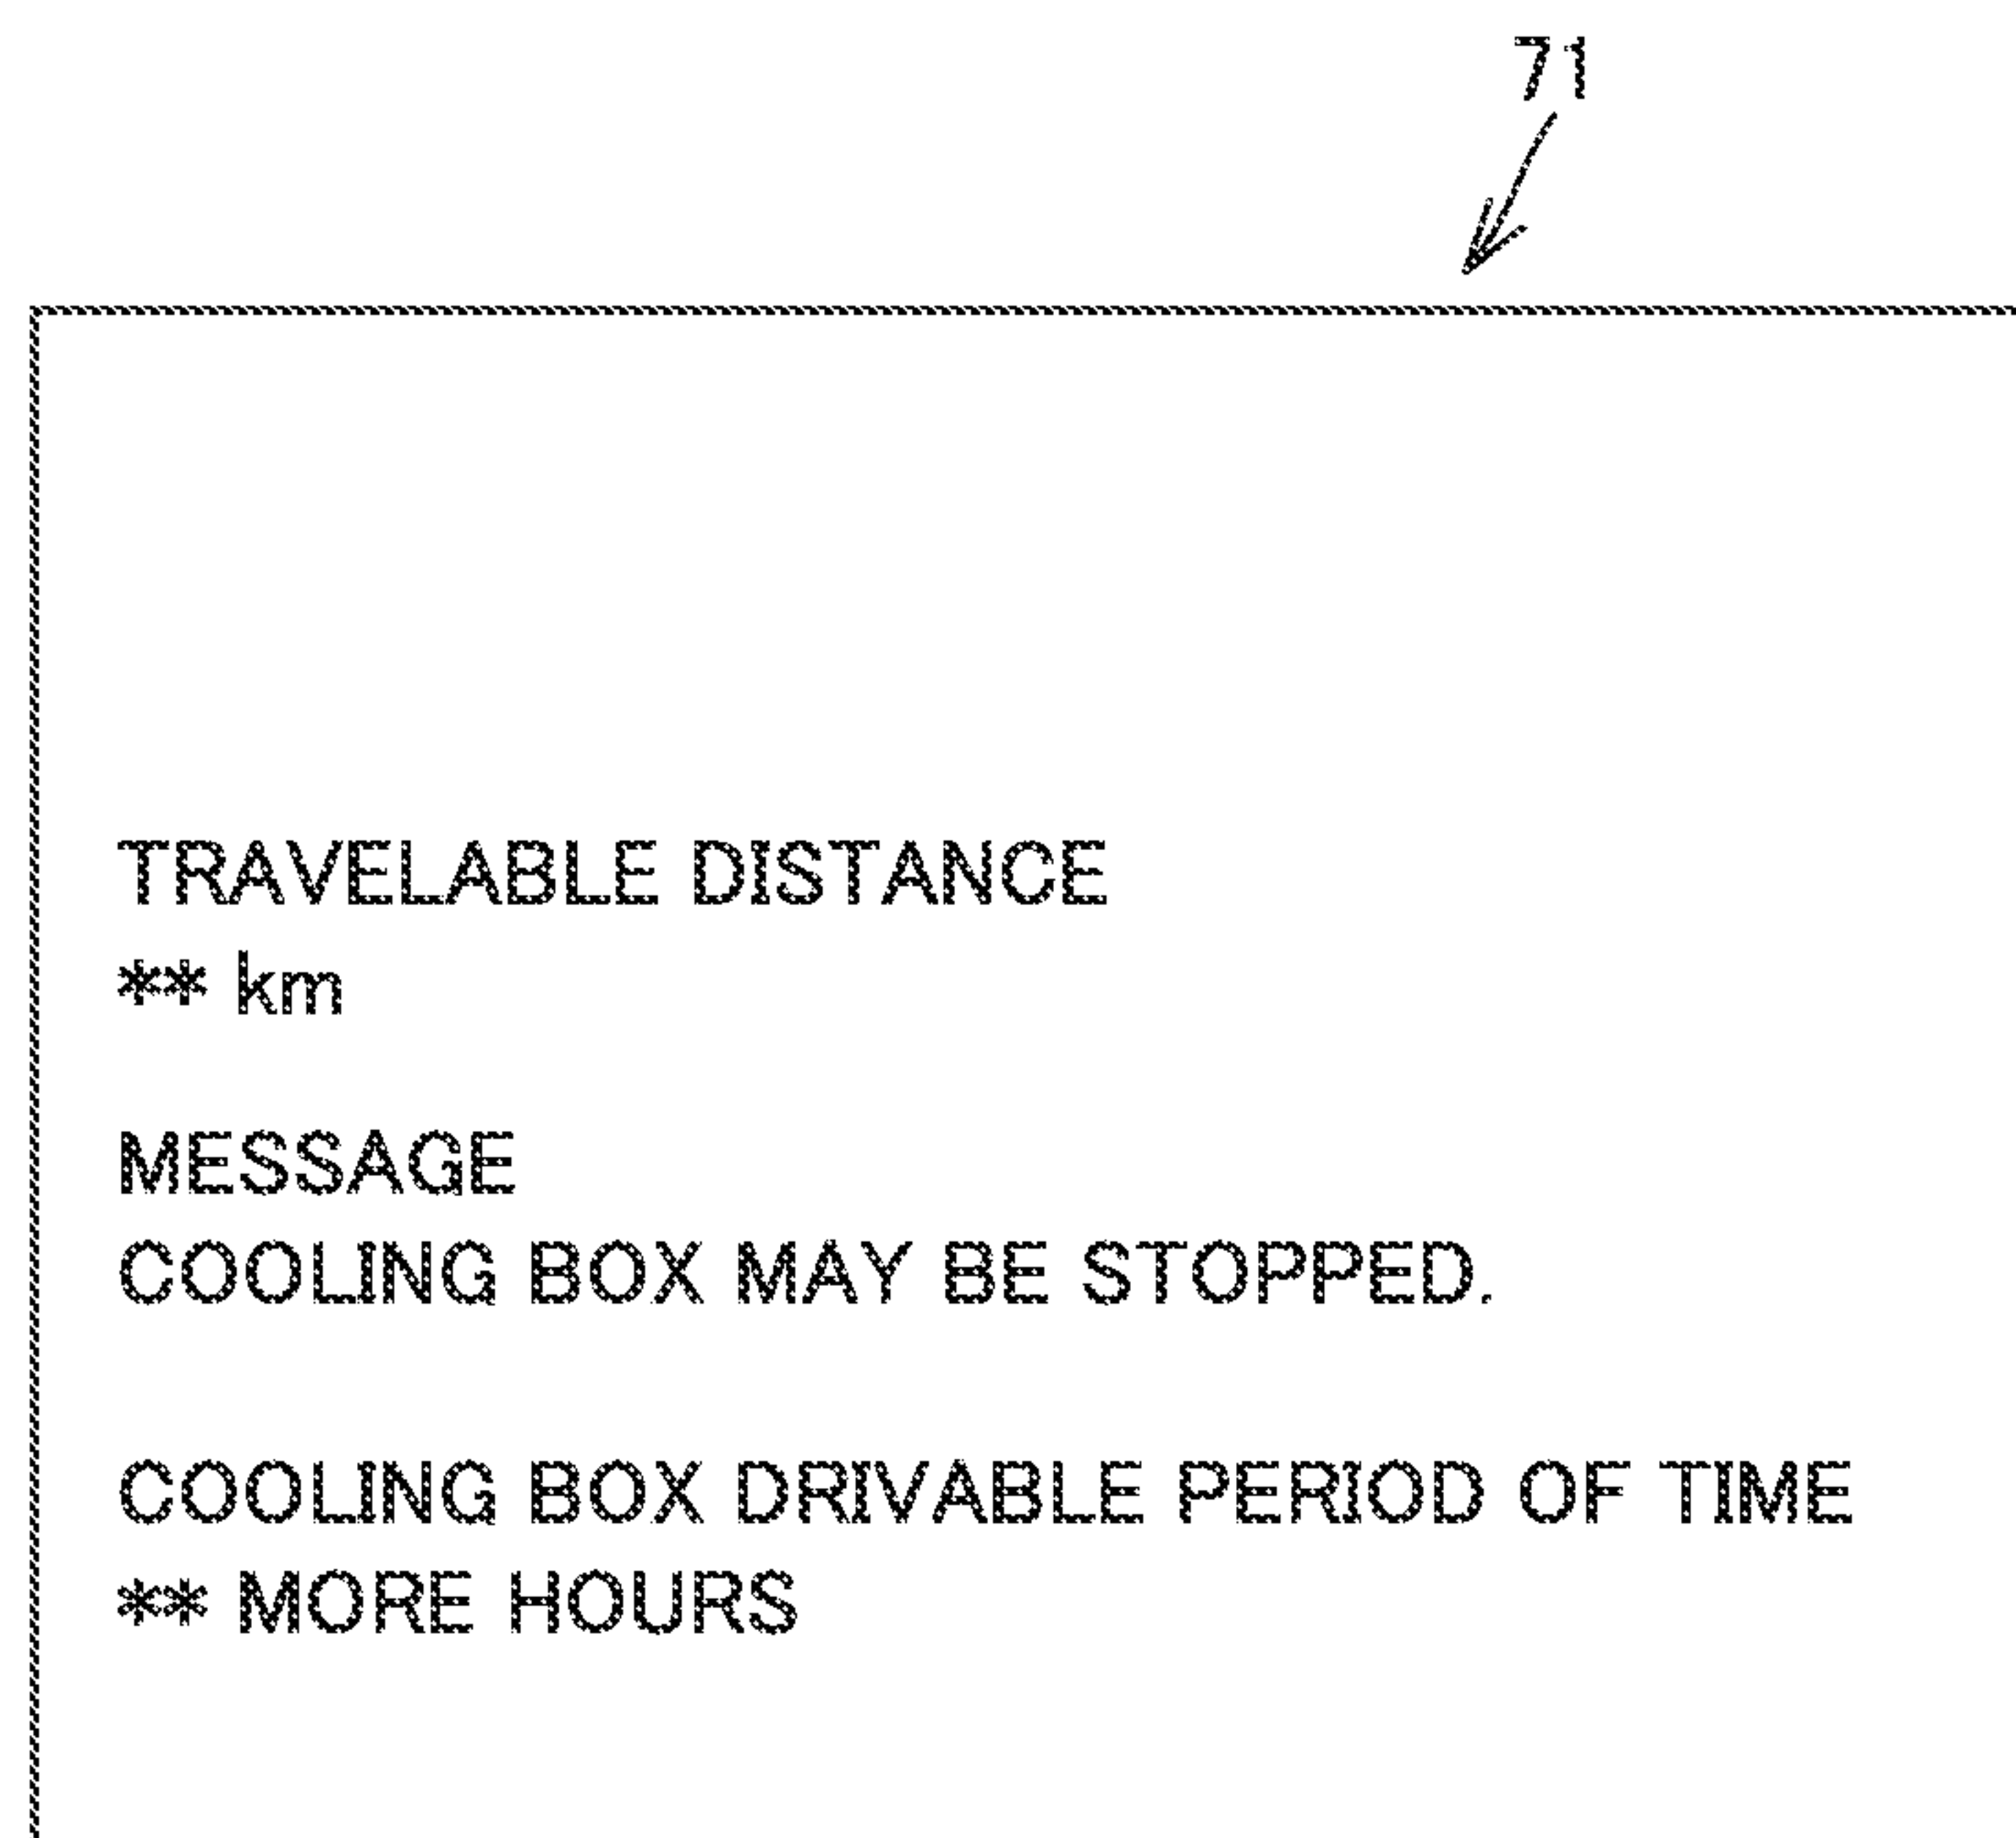 71
TRAVELABLE DISTANCE
** km
MESSAGE
COOLING BOX MAY BE STOPPED.
COOLING BOX DRIVABLE PERIOD OF TIME
** MORE HOURS